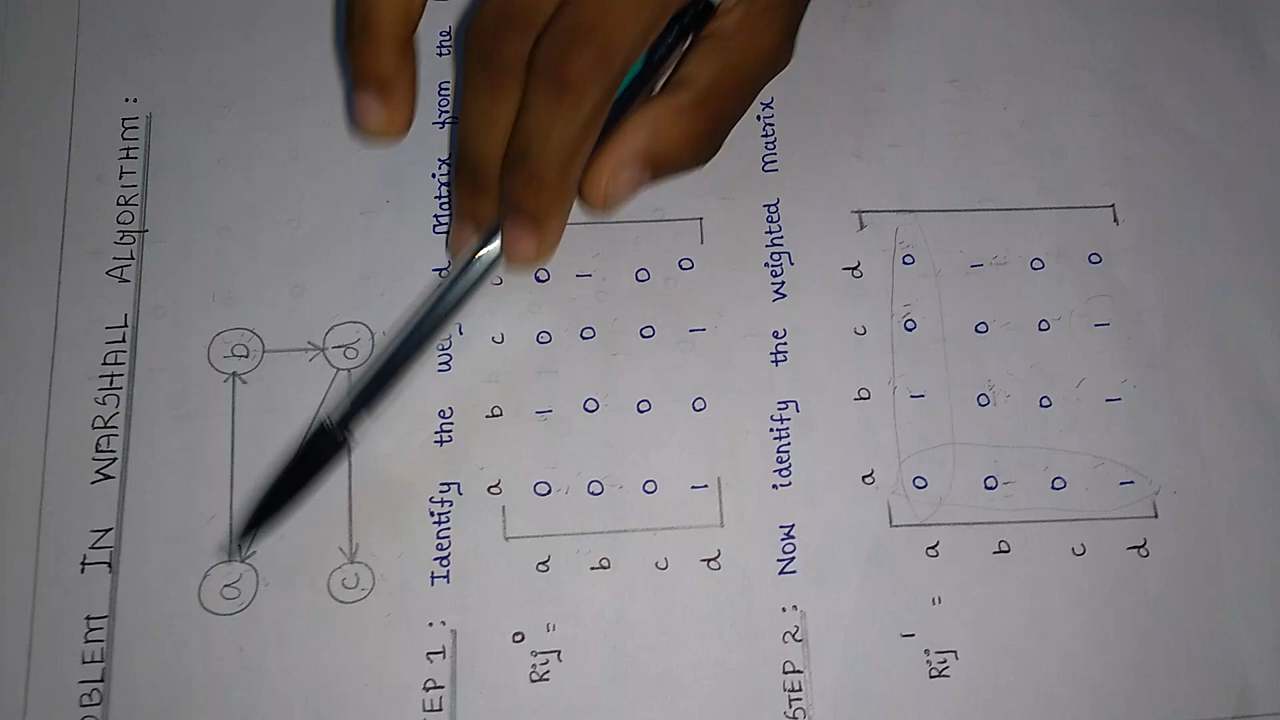 OBLEM IN WARSHALL ALGORITHM:
a b
c d
TEP 1: Identify the Matrix from the
a b c
Rij⁰ = a 0 1 0 0
b 0 0 0 1
c 0 0 0 0
d 1 0 1 0
STEP 2: Now identify the weighted Matrix
a b c d
Rij¹ = a 0 1 0 0
b 0 0 0 1
c 0 0 0 0
d 1 1 1 0